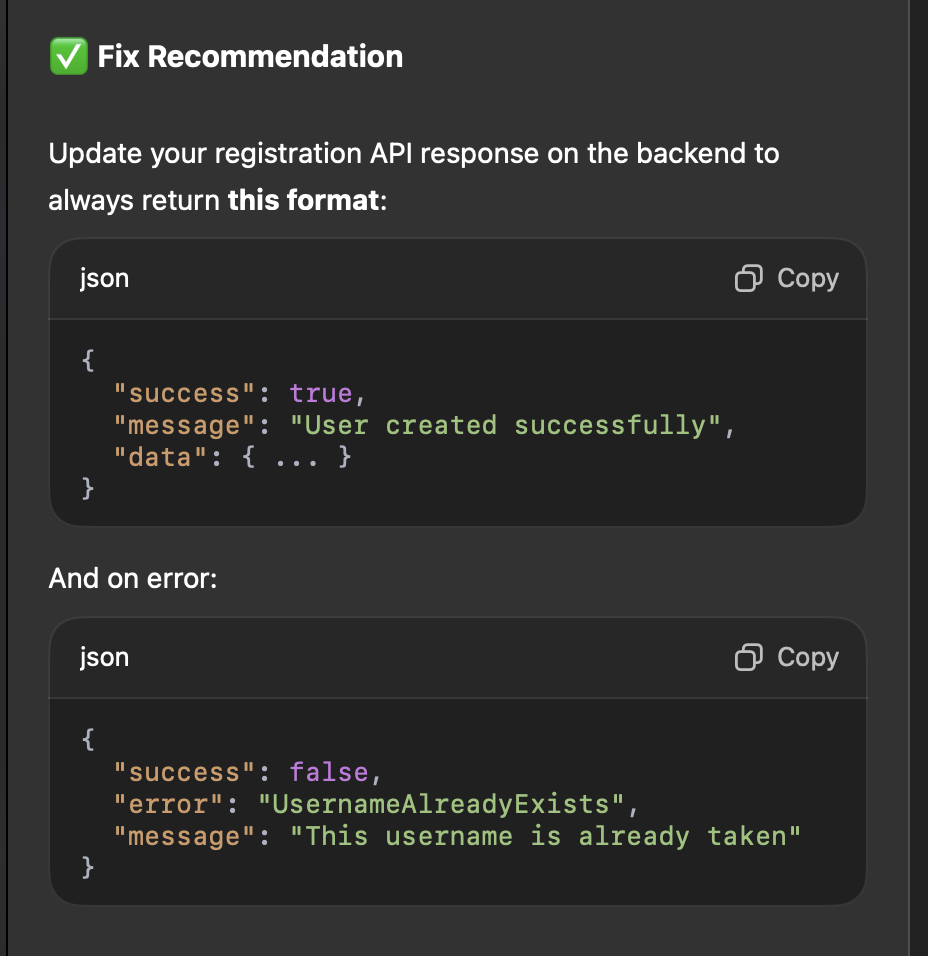 ✅ Fix Recommendation
Update your registration API response on the backend to
always return this format:
json
Copy
{
  "success": true,
  "message": "User created successfully",
  "data": { ... }
}
And on error:
json
Copy
{
  "success": false,
  "error": "UsernameAlreadyExists",
  "message": "This username is already taken"
}